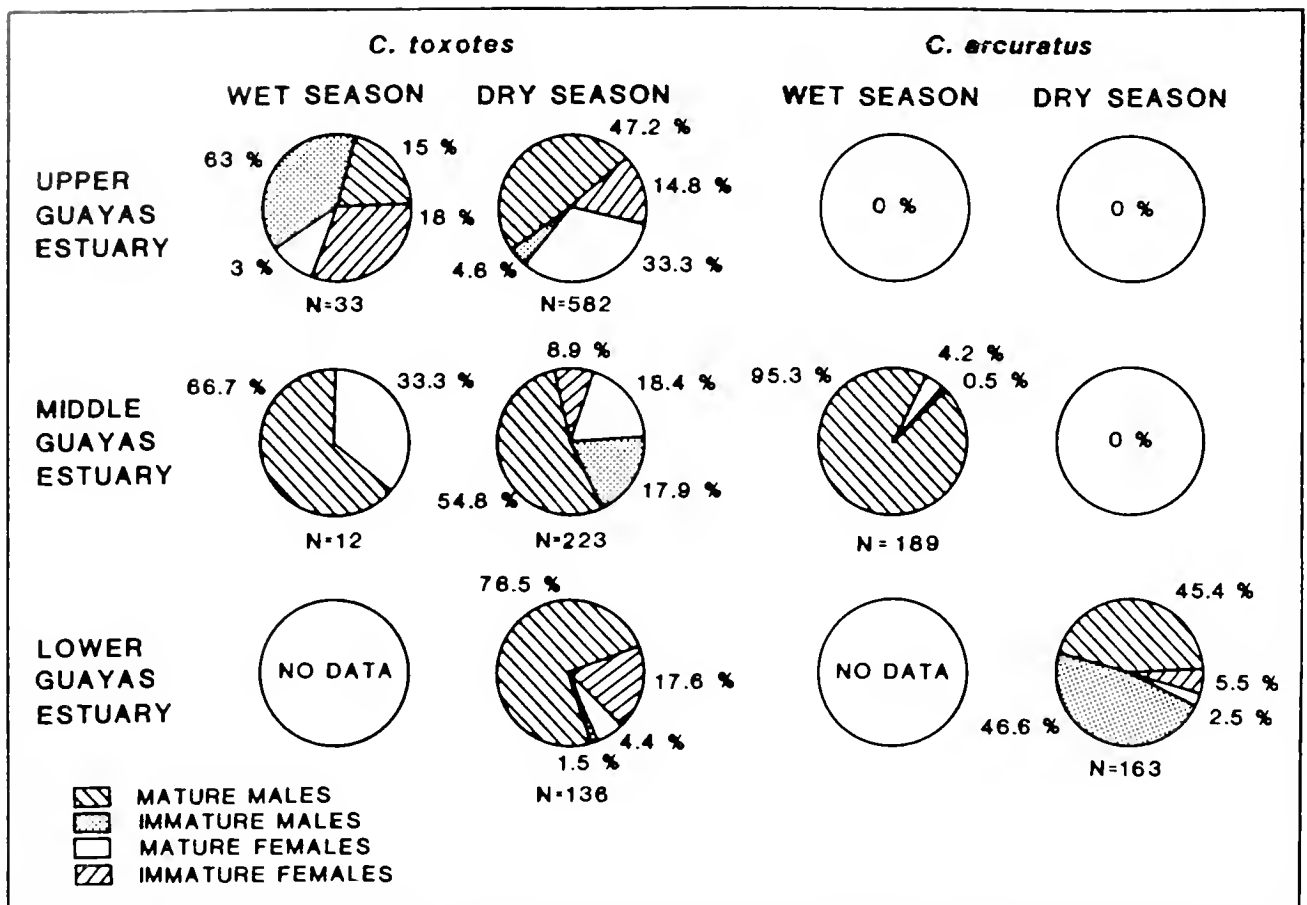 C. toxotes C. arcuratus
WET SEASON DRY SEASON WET SEASON DRY SEASON
UPPER
GUAYAS
ESTUARY
63 %
15 %
18 %
3 %
N=33
47.2 %
14.8 %
33.3 %
4.6 %
N=582
0 %
0 %
MIDDLE
GUAYAS
ESTUARY
66.7 %
33.3 %
N=12
8.9 %
18.4 %
17.9 %
54.8 %
N=223
95.3 %
4.2 %
0.5 %
N=189
0 %
LOWER
GUAYAS
ESTUARY
NO DATA
76.5 %
17.6 %
4.4 %
1.5 %
N=136
NO DATA
45.4 %
5.5 %
2.5 %
46.6 %
N=163
MATURE MALES
IMMATURE MALES
MATURE FEMALES
IMMATURE FEMALES